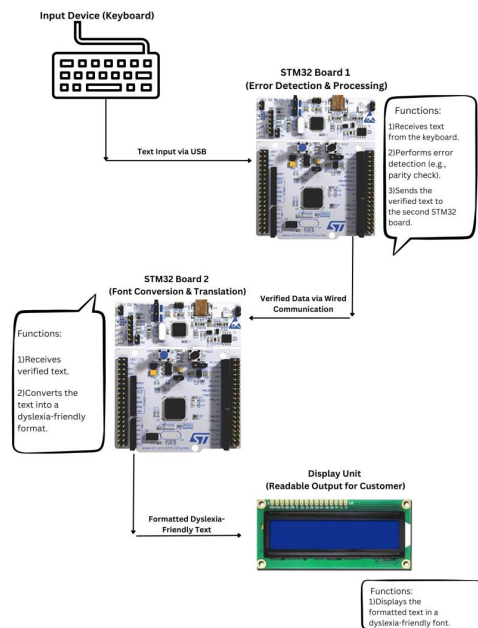 Input Device (Keyboard)
STM32 Board 1
(Error Detection & Processing)
Functions:
1)Receives text
from the keyboard.
2)Performs error
detection (e.g.,
parity check).
3)Sends the
verified text to
the second STM32
board.
Text Input via USB
STM32 Board 2
(Font Conversion & Translation)
Verified Data via Wired
Communication
Functions:
1)Receives
verified text.
2)Converts the
text into a
dyslexia-friendly
format.
Display Unit
(Readable Output for Customer)
Formatted Dyslexia-
Friendly Text
Functions:
1)Displays the
formatted text in a
dyslexia-friendly font.